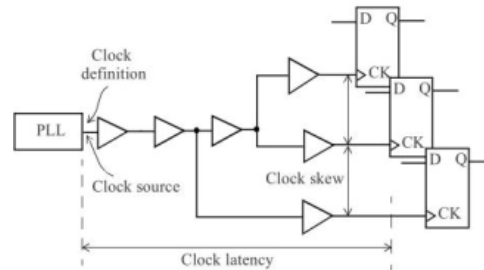 D Q
Clock
definition
CK
D Q
PLL
CK
D Q
Clock source
Clock skew
CK
Clock latency